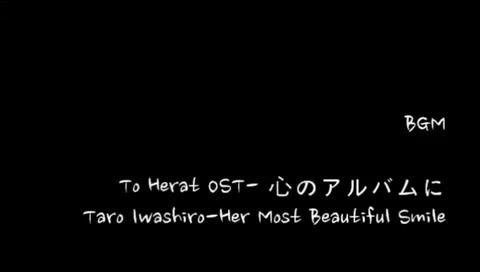 BGM
To Herat OST- 心のアルバムに
Taro Iwashiro-Her Most Beautiful Smile